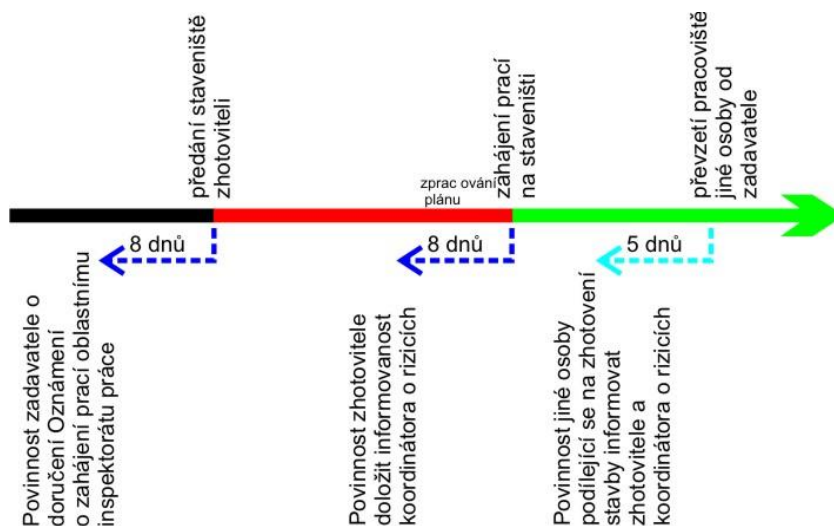 předání staveniště
zhotoviteli
zprac ování
plánu
zahájení prací
na staveništi
převzetí pracoviště
jiné osoby od
zadavatele
8 dnů
8 dnů
5 dnů
Povinnost zadavatele o
doručení Oznámení
o zahájení prací oblastnímu
inspektorátu práce
Povinnost zhotovitele
doložit informovanost
koordinátora o rizicích
Povinnost jiné osoby
podílející se na zhotovení
stavby informovat
zhotovitele a
koordinátora o rizicích